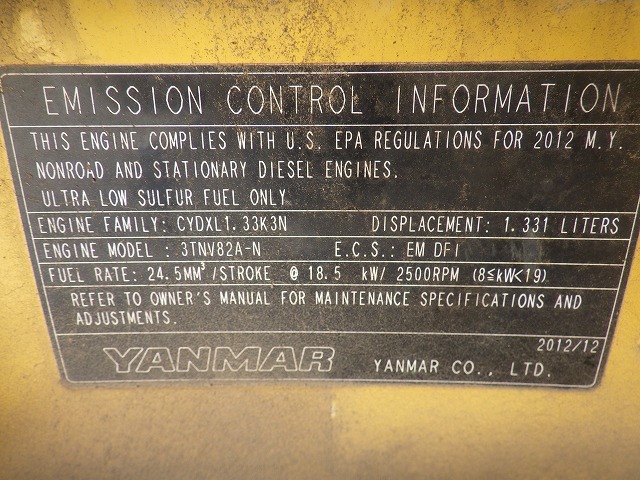 EMISSION CONTROL INFORMATION
THIS ENGINE COMPLIES WITH U.S. EPA REGULATIONS FOR 2012 M.Y.
NONROAD AND STATIONARY DIESEL ENGINES.
ULTRA LOW SULFUR FUEL ONLY
ENGINE FAMILY: CYDXL1.33K3N DISPLACEMENT: 1.331 LITERS
ENGINE MODEL : 3TNV82A-N E.C.S.: EM DFI
FUEL RATE: 24.5MM³/STROKE @ 18.5 kW/ 2500RPM (8≤kW<19)
REFER TO OWNER'S MANUAL FOR MAINTENANCE SPECIFICATIONS AND
ADJUSTMENTS.
2012/12
YANMAR YANMAR CO., LTD.